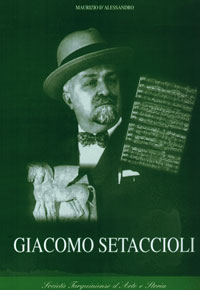 MAURIZIO D'ALESSANDRO
GIACOMO SETACCIOLI
Società Tarquiniense d'Arte e Storia